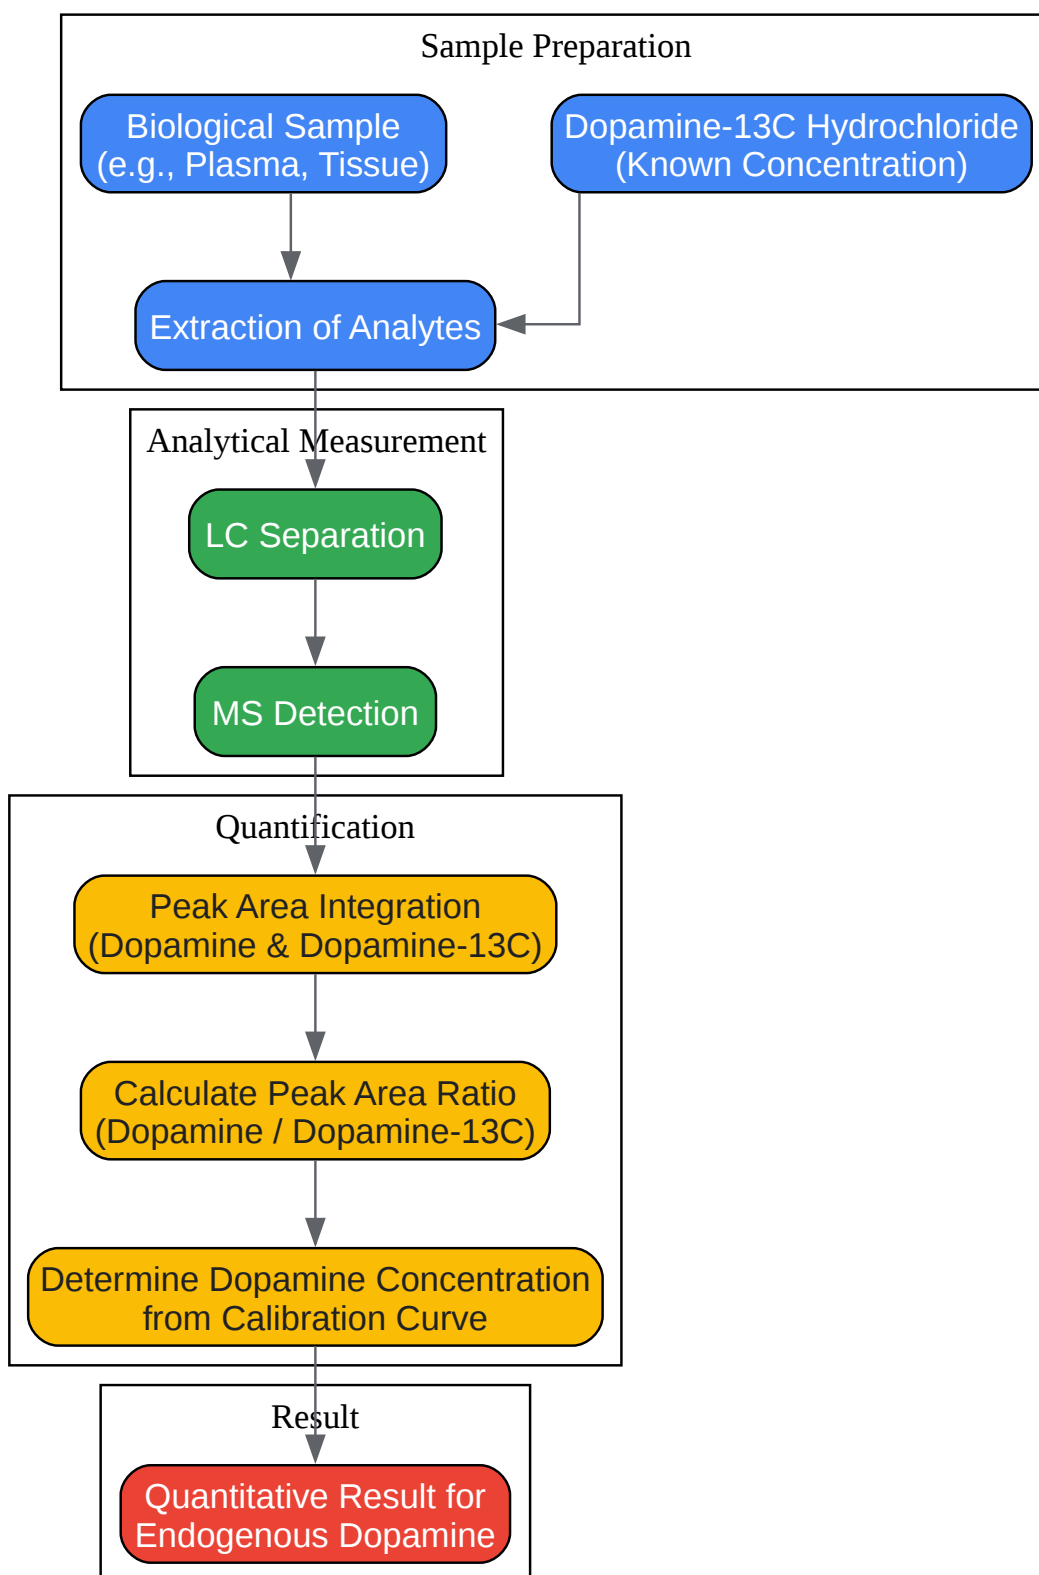 Sample Preparation
Biological Sample
(e.g., Plasma, Tissue)
Dopamine-13C Hydrochloride
(Known Concentration)
Extraction of Analytes
Analytical Measurement
LC Separation
MS Detection
Quantification
Peak Area Integration
(Dopamine & Dopamine-13C)
Calculate Peak Area Ratio
(Dopamine / Dopamine-13C)
Determine Dopamine Concentration
from Calibration Curve
Result
Quantitative Result for
Endogenous Dopamine